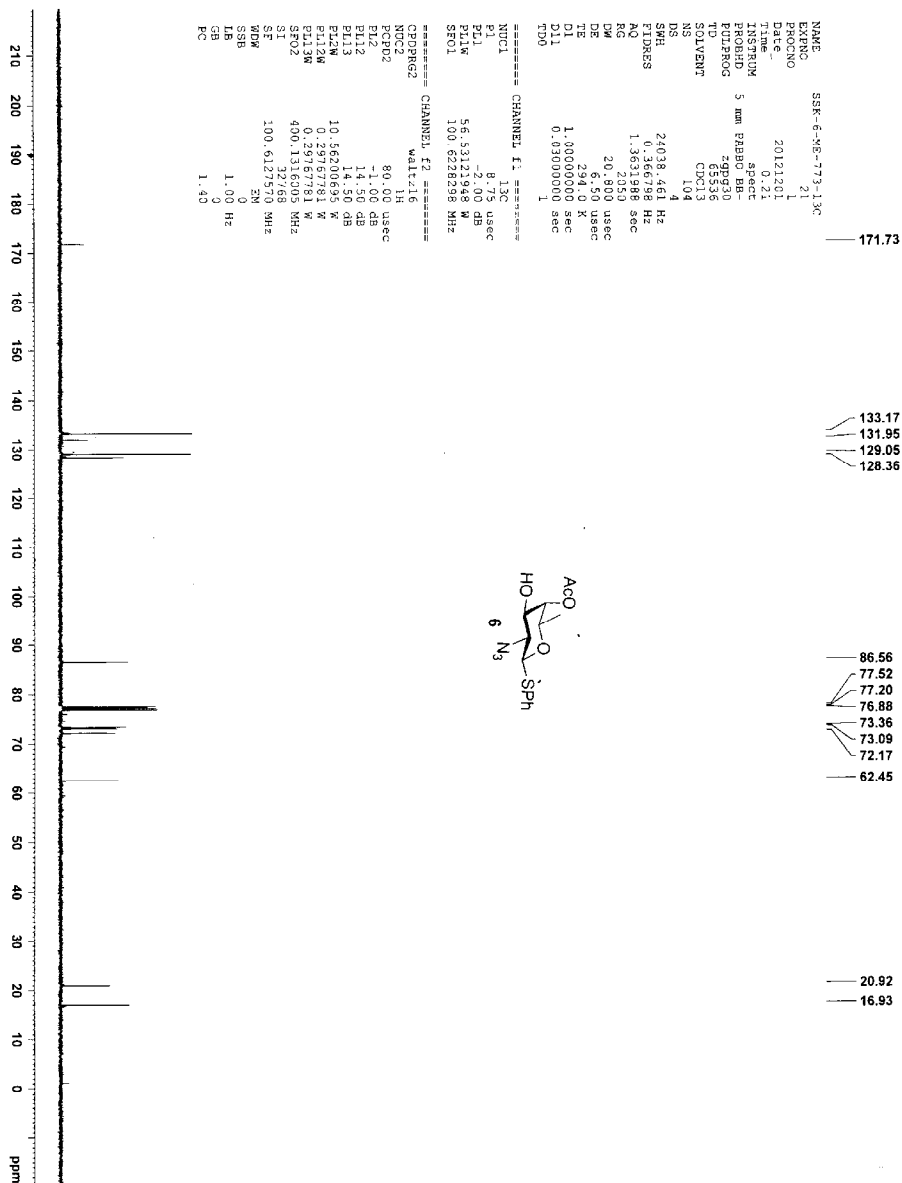 NAME SSK-6-ME-773-13C
EXPNO 21
PROCNO 1
Date_ 20121201
Time 0.21
INSTRUM spect
PROBHD 5 mm PABBO BB-
PULPROG zgpg30
TD 65536
SOLVENT CDCl3
NS 104
DS 4
SWH 24038.461 Hz
FIDRES 0.366798 Hz
AQ 1.3631988 sec
RG 2050
DW 20.800 usec
DE 6.50 usec
TE 294.0 K
D1 1.00000000 sec
D11 0.03000000 sec
TD0 1
======== CHANNEL f1 ========
NUC1 13C
P1 8.75 usec
PL1 -2.00 dB
PL1W 56.53121948 W
SFO1 100.6228298 MHz
======== CHANNEL f2 ========
CPDPRG2 waltz16
NUC2 1H
PCPD2 80.00 usec
PL2 -1.00 dB
PL12 14.50 dB
PL13 14.50 dB
PL2W 10.56200695 W
PL12W 0.29767781 W
PL13W 0.29767781 W
SFO2 400.1316005 MHz
SI 32768
SF 100.6127570 MHz
WDW EM
SSB 0
LB 1.00 Hz
GB 0
PC 1.40
171.73
133.17
131.95
129.05
128.36
86.56
77.52
77.20
76.88
73.36
73.09
72.17
62.45
20.92
16.93
AcO
O
HO
SPh
N3
6
210 200 190 180 170 160 150 140 130 120 110 100 90 80 70 60 50 40 30 20 10 0 ppm